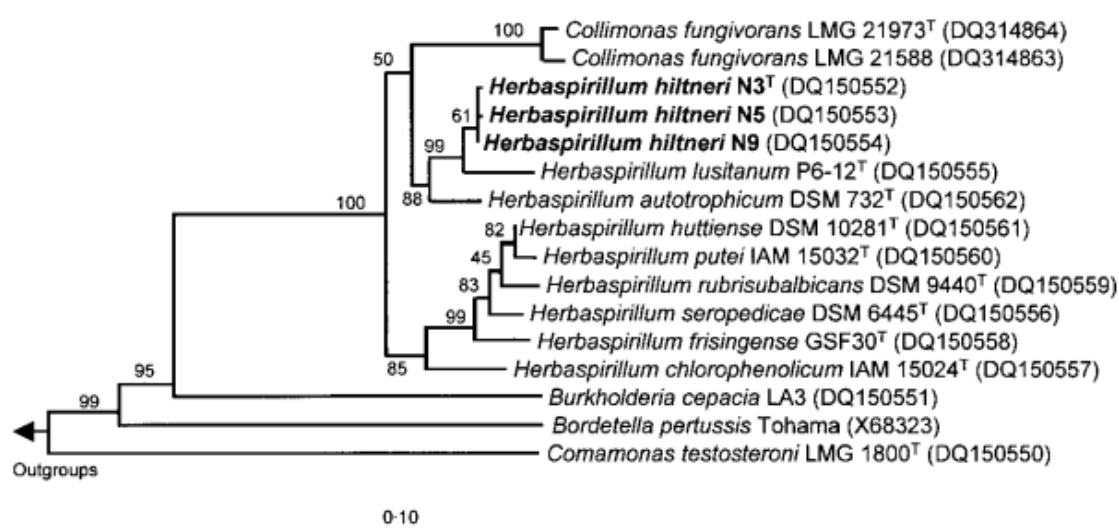 100 Collimonas fungivorans LMG 21973ᵀ (DQ314864)
50 Collimonas fungivorans LMG 21588 (DQ314863)
Herbaspirillum hiltneri N3ᵀ (DQ150552)
61 Herbaspirillum hiltneri N5 (DQ150553)
Herbaspirillum hiltneri N9 (DQ150554)
99 Herbaspirillum lusitanum P6-12ᵀ (DQ150555)
88 Herbaspirillum autotrophicum DSM 732ᵀ (DQ150562)
100
82 Herbaspirillum huttiense DSM 10281ᵀ (DQ150561)
45 Herbaspirillum putei IAM 15032ᵀ (DQ150560)
83 Herbaspirillum rubrisubalbicans DSM 9440ᵀ (DQ150559)
Herbaspirillum seropedicae DSM 6445ᵀ (DQ150556)
99 Herbaspirillum frisingense GSF30ᵀ (DQ150558)
85 Herbaspirillum chlorophenolicum IAM 15024ᵀ (DQ150557)
95 Burkholderia cepacia LA3 (DQ150551)
99 Bordetella pertussis Tohama (X68323)
Comamonas testosteroni LMG 1800ᵀ (DQ150550)
Outgroups
0·10